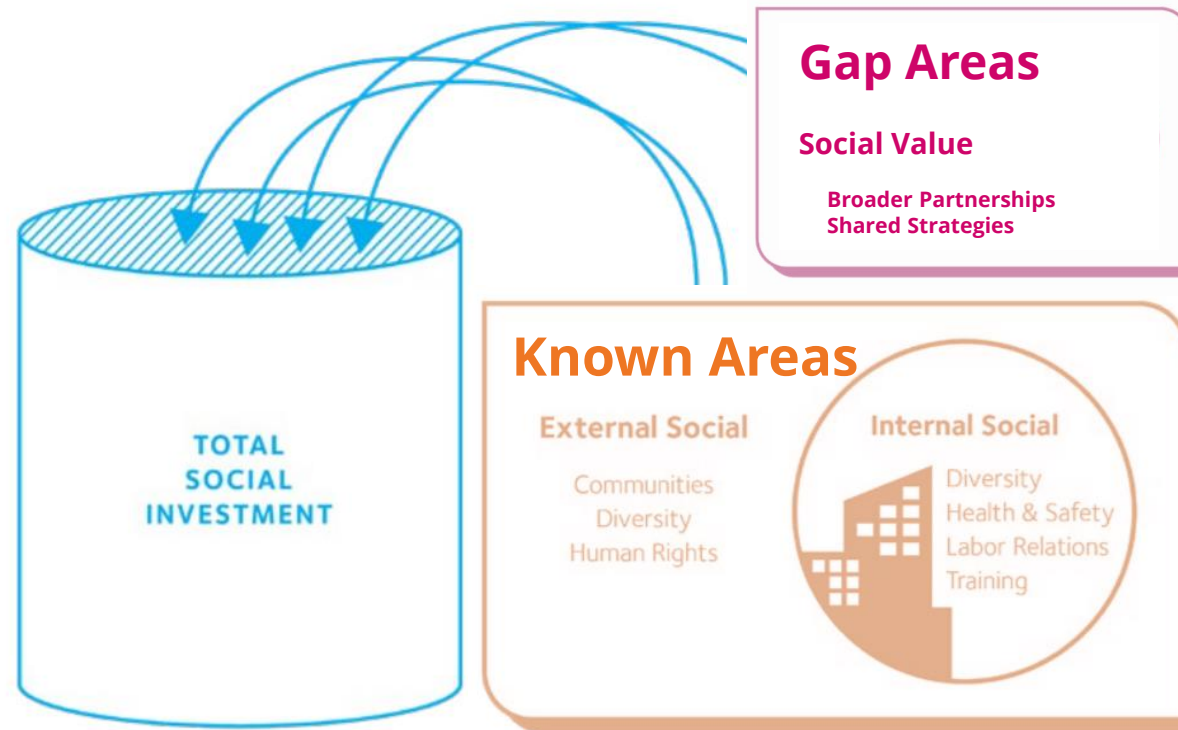 Gap Areas
Social Value
Broader Partnerships
Shared Strategies
Known Areas
External Social
Communities
Diversity
Human Rights
Internal Social
Diversity
Health & Safety
Labor Relations
Training
TOTAL
SOCIAL
INVESTMENT